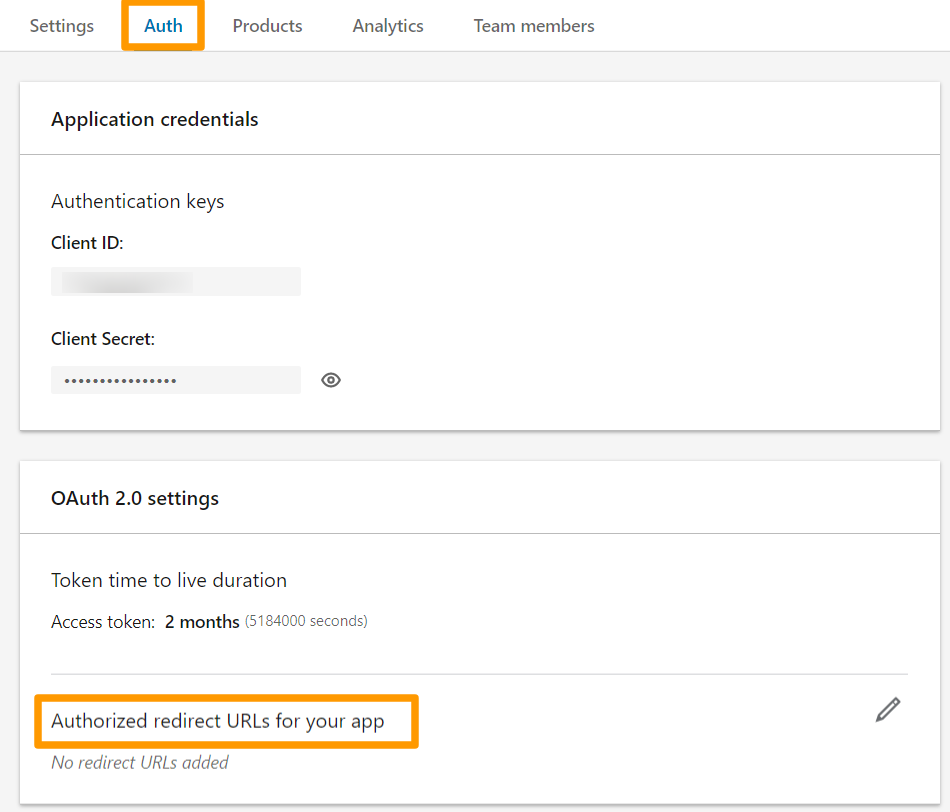 Settings Auth Products Analytics Team members
Application credentials
Authentication keys
Client ID:
Client Secret:
••••••••••••••••
OAuth 2.0 settings
Token time to live duration
Access token: 2 months (5184000 seconds)
Authorized redirect URLs for your app
No redirect URLs added